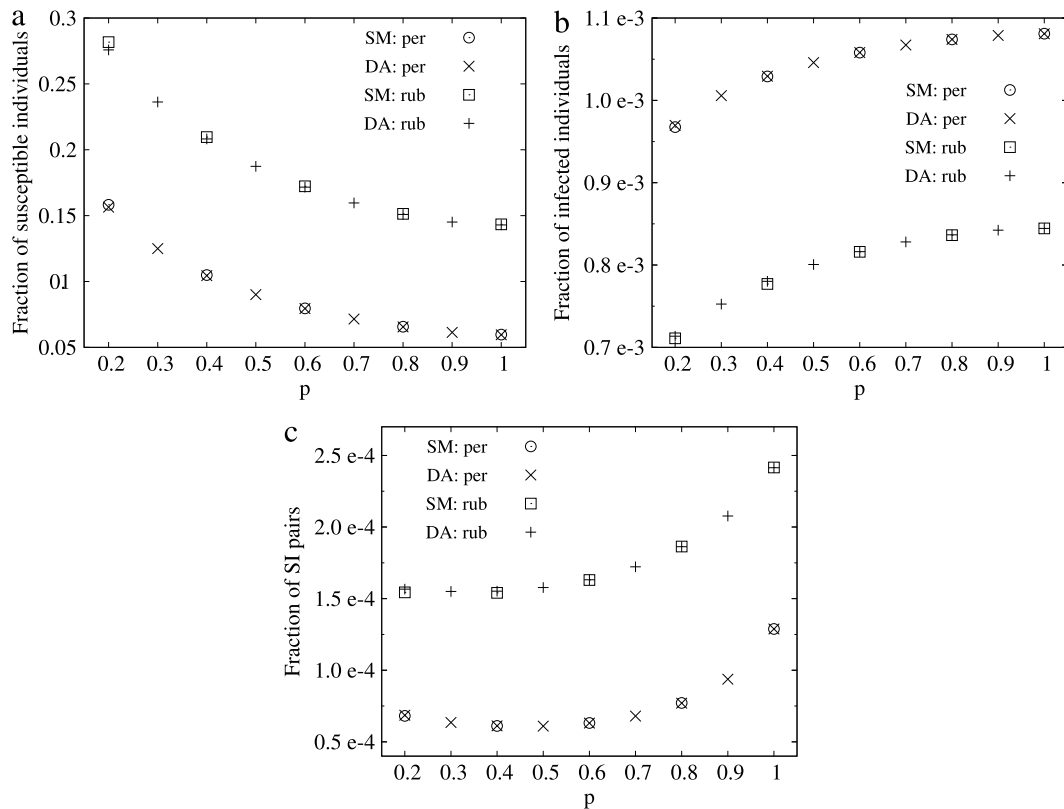 a
Fraction of susceptible individuals
0.3
0.25
0.2
0.15
01
0.05
SM: per
DA: per
SM: rub
DA: rub
0.2 0.3 0.4 0.5 0.6 0.7 0.8 0.9 1
p
b
Fraction of infected individuals
1.1 e-3
1.0 e-3
0.9 e-3
0.8 e-3
0.7 e-3
SM: per
DA: per
SM: rub
DA: rub
0.2 0.3 0.4 0.5 0.6 0.7 0.8 0.9 1
p
c
Fraction of SI pairs
2.5 e-4
2.0 e-4
1.5 e-4
1.0 e-4
0.5 e-4
SM: per
DA: per
SM: rub
DA: rub
0.2 0.3 0.4 0.5 0.6 0.7 0.8 0.9 1
p